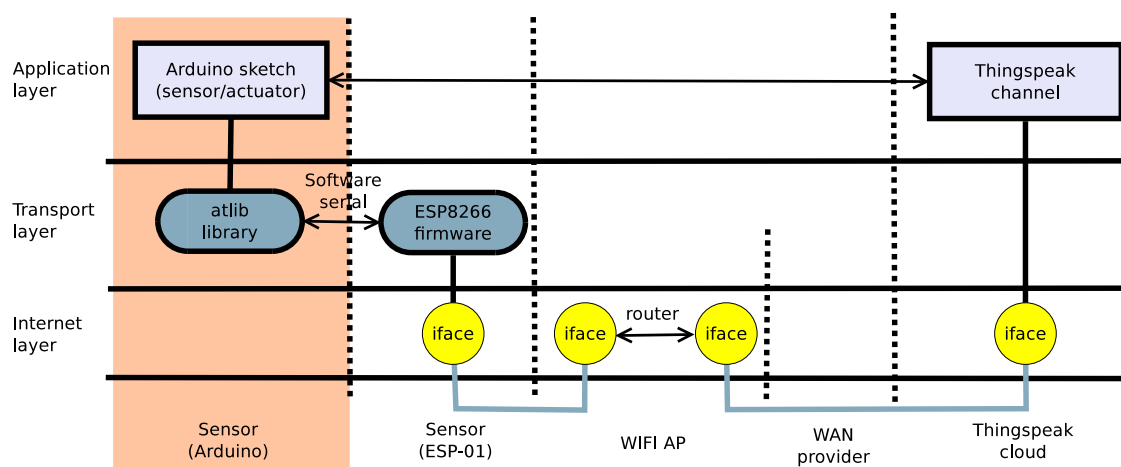 Application
layer
Arduino sketch
(sensor/actuator)
Thingspeak
channel
Software
serial
Transport
layer
atlib
library
ESP8266
firmware
Internet
layer
iface
iface
router
iface
iface
Sensor
(Arduino)
Sensor
(ESP-01)
WIFI AP
WAN
provider
Thingspeak
cloud